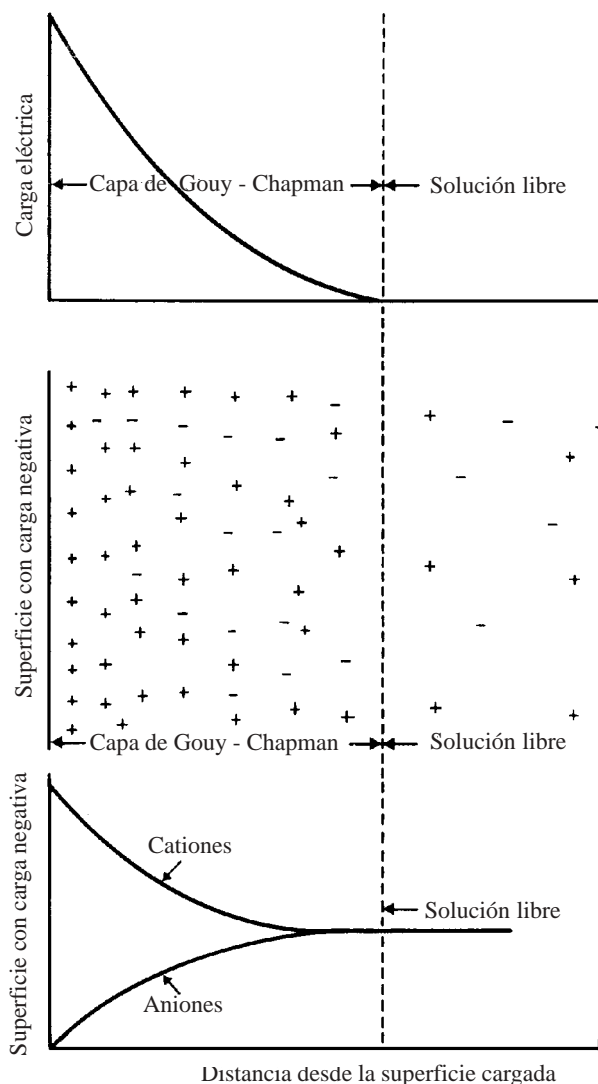 Carga eléctrica
Capa de Gouy - Chapman
Solución libre
Superficie con carga negativa
Capa de Gouy - Chapman
Solución libre
Superficie con carga negativa
Cationes
Solución libre
Aniones
Distancia desde la superficie cargada